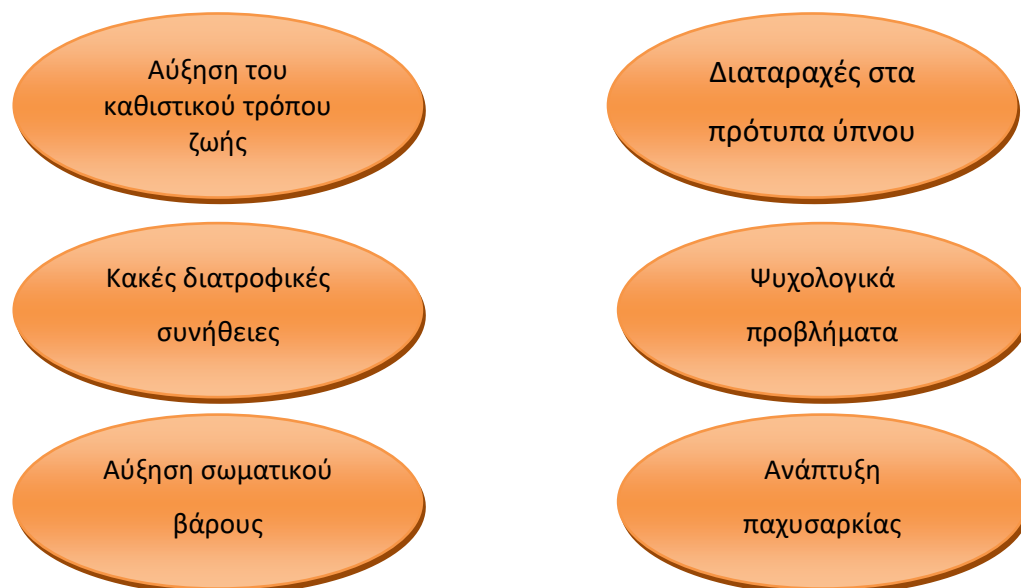 Αύξηση του
καθιστικού τρόπου
ζωής
Διαταραχές στα
πρότυπα ύπνου
Κακές διατροφικές
συνήθειες
Ψυχολογικά
προβλήματα
Αύξηση σωματικού
βάρους
Ανάπτυξη
παχυσαρκίας